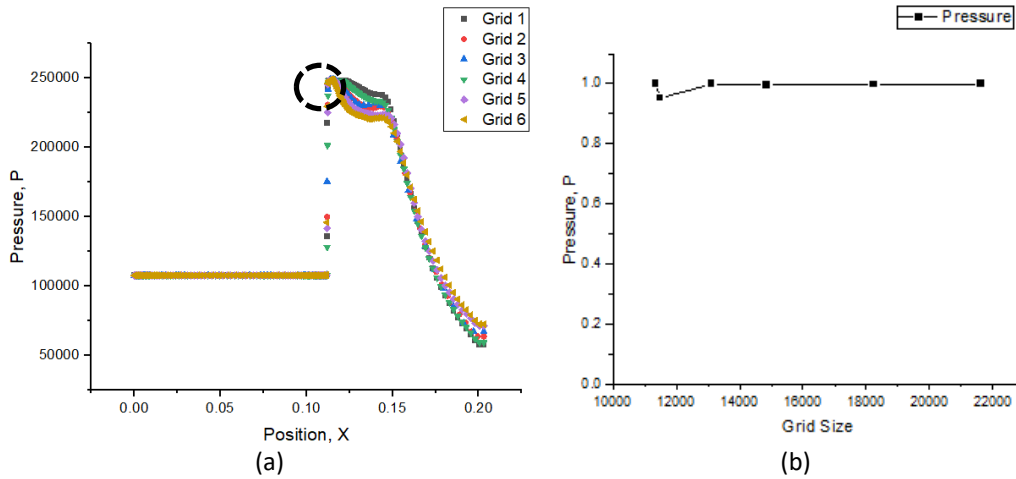 Grid 1
Grid 2
Grid 3
Grid 4
Grid 5
Grid 6
250000
200000
150000
100000
50000
Pressure, P
0.00 0.05 0.10 0.15 0.20
Position, X
(a)
Pressure
1.0
0.8
0.6
0.4
0.2
0.0
Pressure, P
10000 12000 14000 16000 18000 20000 22000
Grid Size
(b)